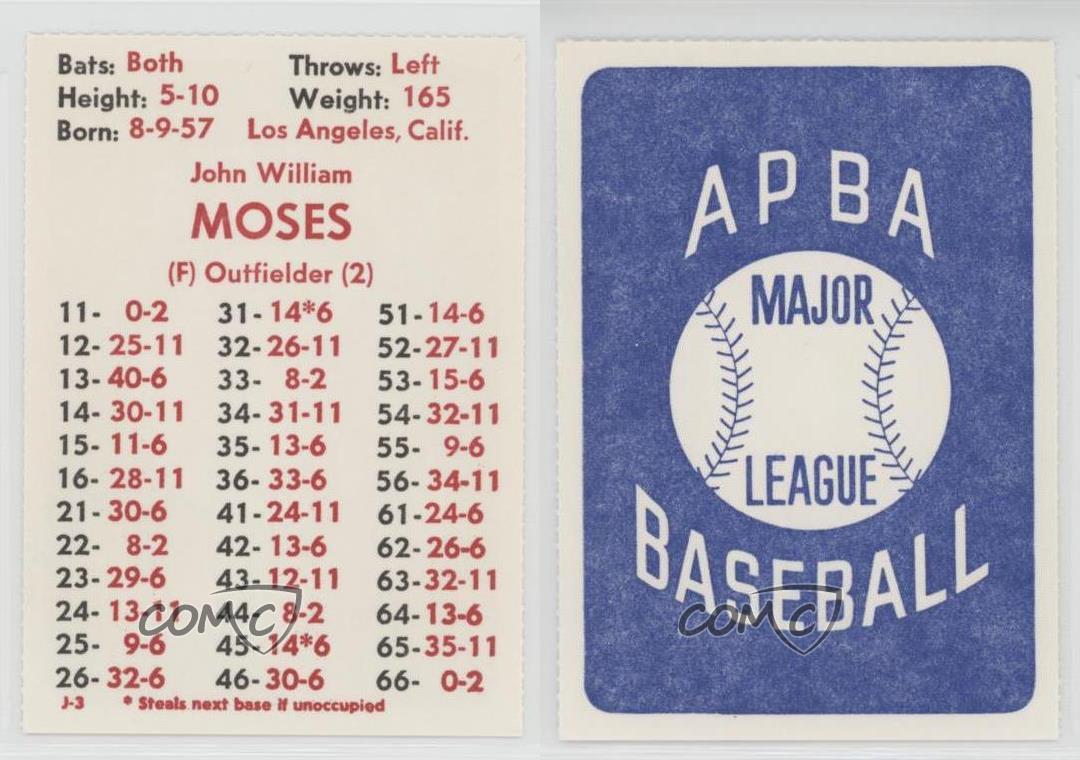 Bats: Both Throws: Left
Height: 5-10 Weight: 165
Born: 8-9-57 Los Angeles, Calif.
John William
MOSES
(F) Outfielder (2)
11- 0-2 31- 14*6 51- 14-6
12- 25-11 32- 26-11 52- 27-11
13- 40-6 33- 8-2 53- 15-6
14- 30-11 34- 31-11 54- 32-11
15- 11-6 35- 13-6 55- 9-6
16- 28-11 36- 33-6 56- 34-11
21- 30-6 41- 24-11 61- 24-6
22- 8-2 42- 13-6 62- 26-6
23- 29-6 43- 12-11 63- 32-11
24- 13-11 44- 8-2 64- 13-6
25- 9-6 45- 14*6 65- 35-11
26- 32-6 46- 30-6 66- 0-2
J-3 * Steals next base if unoccupied
COMC
APBA
MAJOR
LEAGUE
BASEBALL
COMC